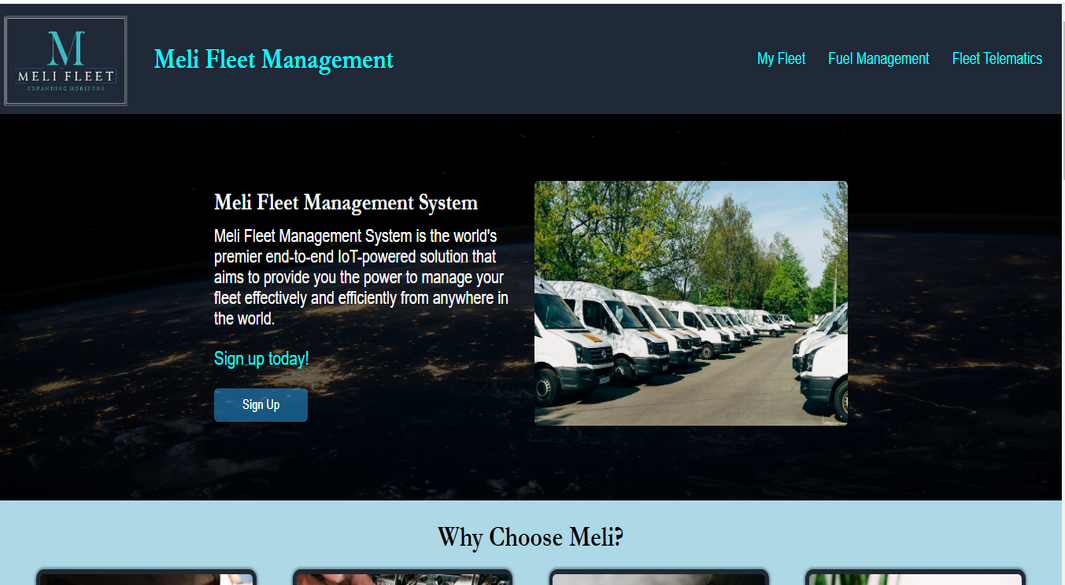 M
MELI FLEET
EXPANDING HORIZONS
Meli Fleet Management
My Fleet
Fuel Management
Fleet Telematics
Meli Fleet Management System
Meli Fleet Management System is the world's
premier end-to-end IoT-powered solution that
aims to provide you the power to manage your
fleet effectively and efficiently from anywhere in
the world.
Sign up today!
Sign Up
Why Choose Meli?